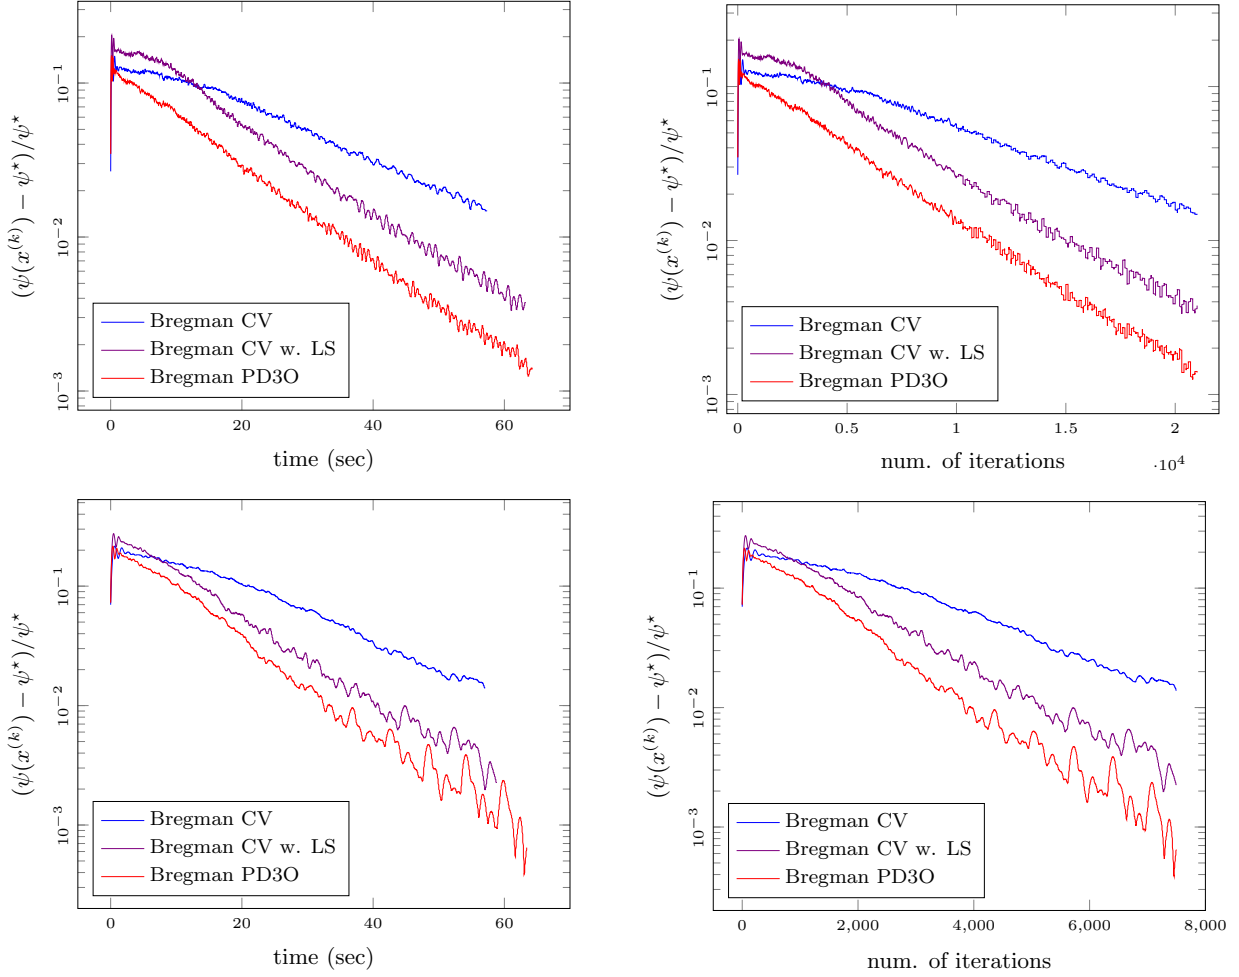 10⁻¹
10⁻²
10⁻³
(ψ(x⁽ᵏ⁾) − ψ⋆)/ψ⋆
Bregman CV
Bregman CV w. LS
Bregman PD3O
0 20 40 60
time (sec)
10⁻¹
10⁻²
10⁻³
(ψ(x⁽ᵏ⁾) − ψ⋆)/ψ⋆
Bregman CV
Bregman CV w. LS
Bregman PD3O
0 0.5 1 1.5 2
num. of iterations
·10⁴
10⁻¹
10⁻²
10⁻³
(ψ(x⁽ᵏ⁾) − ψ⋆)/ψ⋆
Bregman CV
Bregman CV w. LS
Bregman PD3O
0 20 40 60
time (sec)
10⁻¹
10⁻²
10⁻³
(ψ(x⁽ᵏ⁾) − ψ⋆)/ψ⋆
Bregman CV
Bregman CV w. LS
Bregman PD3O
0 2,000 4,000 6,000 8,000
num. of iterations